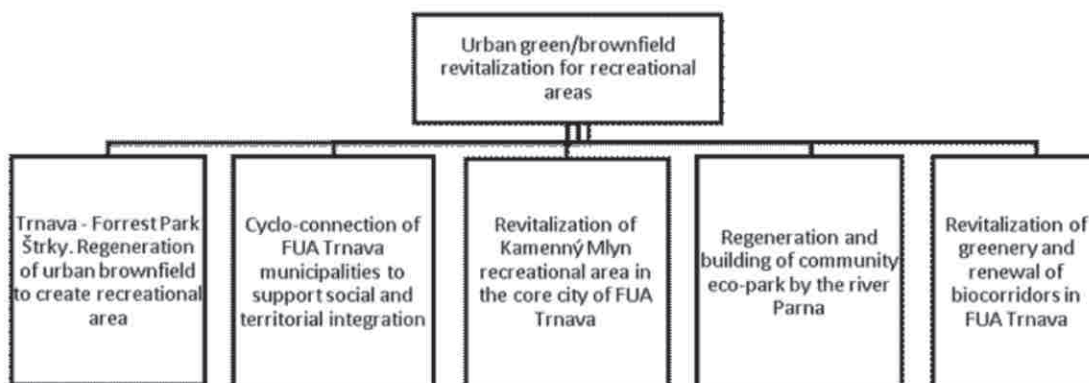 Urban green/brownfield
revitalization for recreational
areas
Trnava - Forrest Park
Štrky. Regeneration
of urban brownfield
to create recreational
area
Cyclo-connection of
FUA Trnava
municipalities to
support social and
territorial integration
Revitalization of
Kamenný Mlyn
recreational area in
the core city of FUA
Trnava
Regeneration and
building of community
eco-park by the river
Parna
Revitalization of
greenery and
renewal of
biocorridors in
FUA Trnava